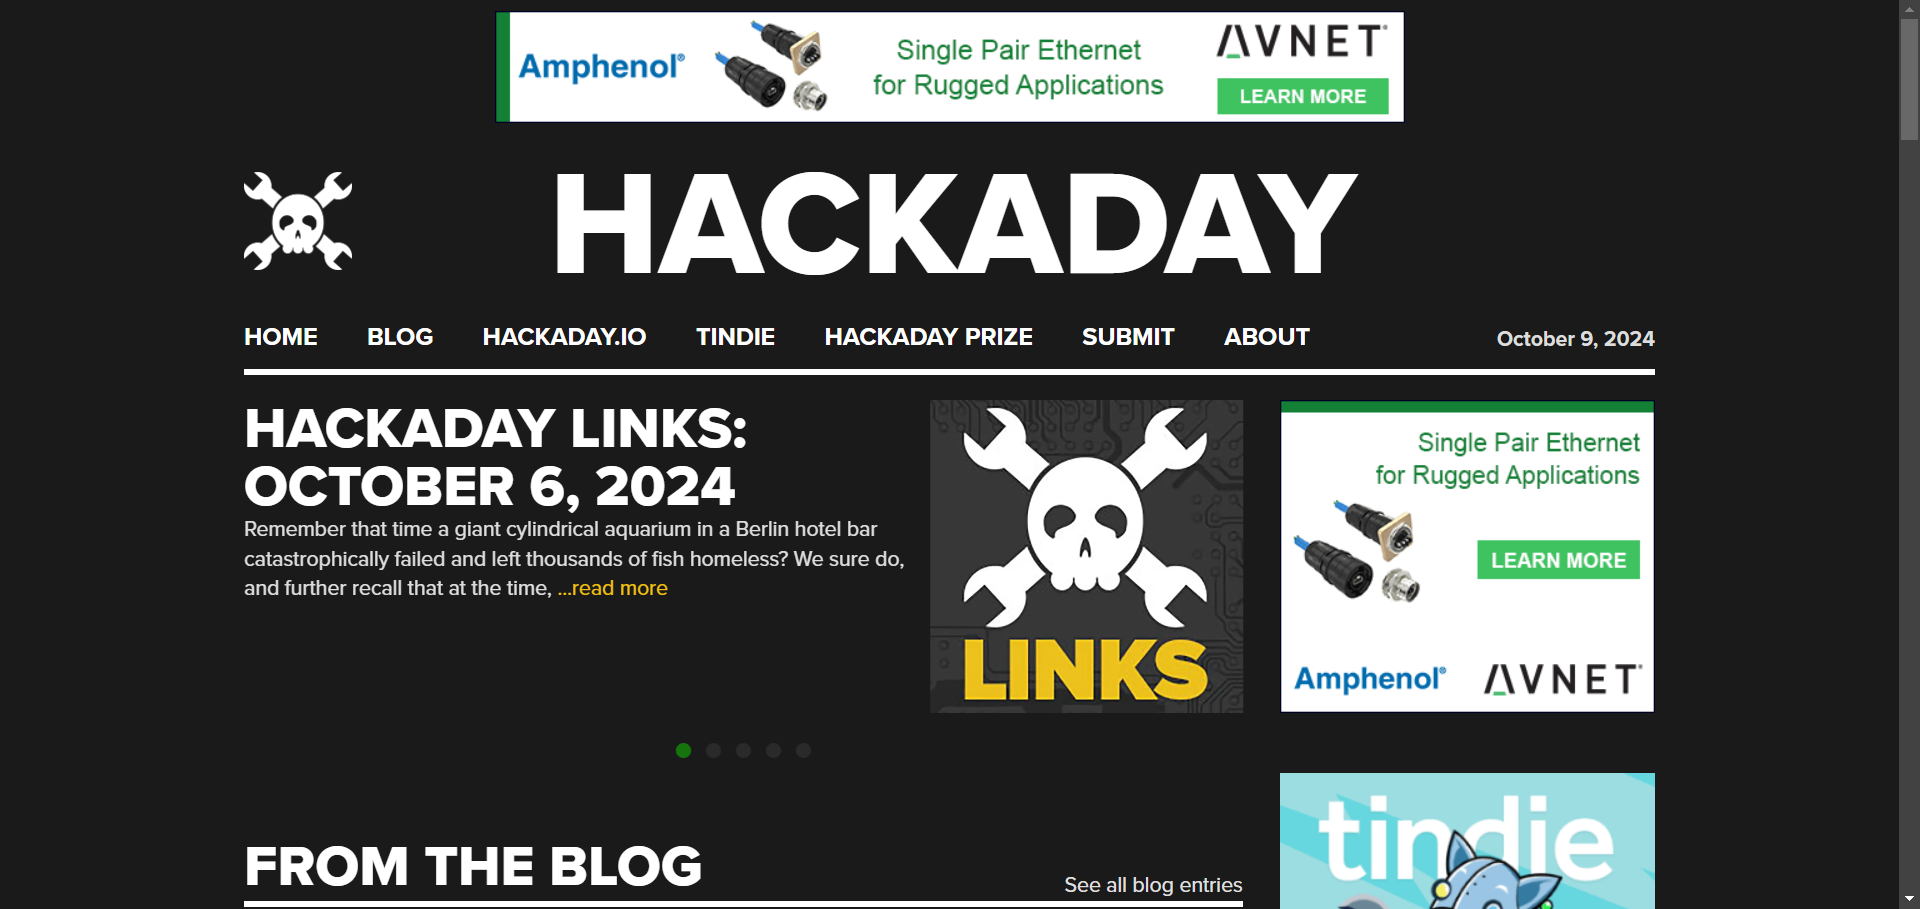 Amphenol®
Single Pair Ethernet
for Rugged Applications
AVNET®
LEARN MORE
HACKADAY
HOME BLOG HACKADAY.IO TINDIE HACKADAY PRIZE SUBMIT ABOUT October 9, 2024
HACKADAY LINKS:
OCTOBER 6, 2024
Remember that time a giant cylindrical aquarium in a Berlin hotel bar
catastrophically failed and left thousands of fish homeless? We sure do,
and further recall that at the time, ...read more
LINKS
Single Pair Ethernet
for Rugged Applications
LEARN MORE
Amphenol® AVNET®
FROM THE BLOG
See all blog entries
tindie